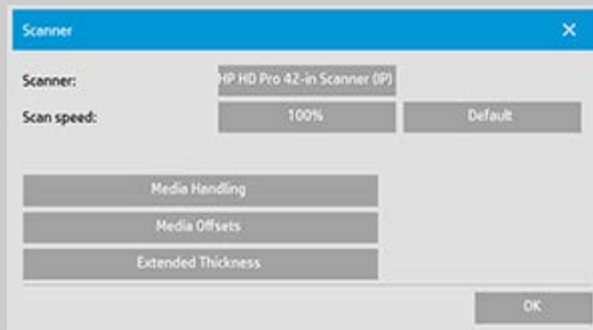 Scanner
Scanner: HP HD Pro 42-in Scanner (IP)
Scan speed: 100% Default
Media Handling
Media Offsets
Extended Thickness
OK